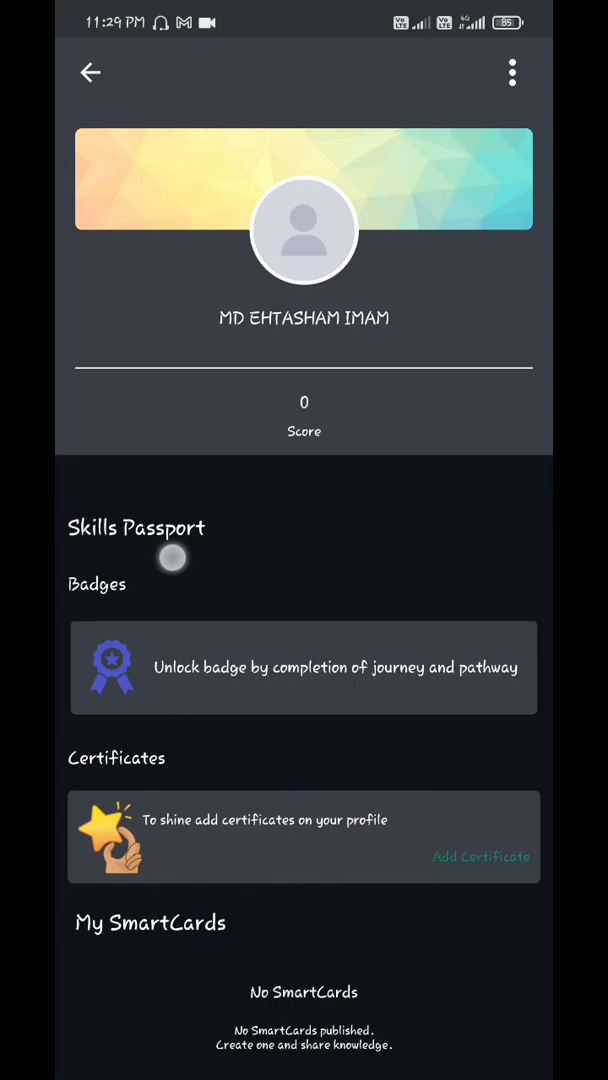 11:29 PM
85
MD EHTASHAM IMAM
0
Score
Skills Passport
Badges
Unlock badge by completion of journey and pathway
Certificates
To shine add certificates on your profile
Add Certificate
My SmartCards
No SmartCards
No SmartCards published.
Create one and share knowledge.